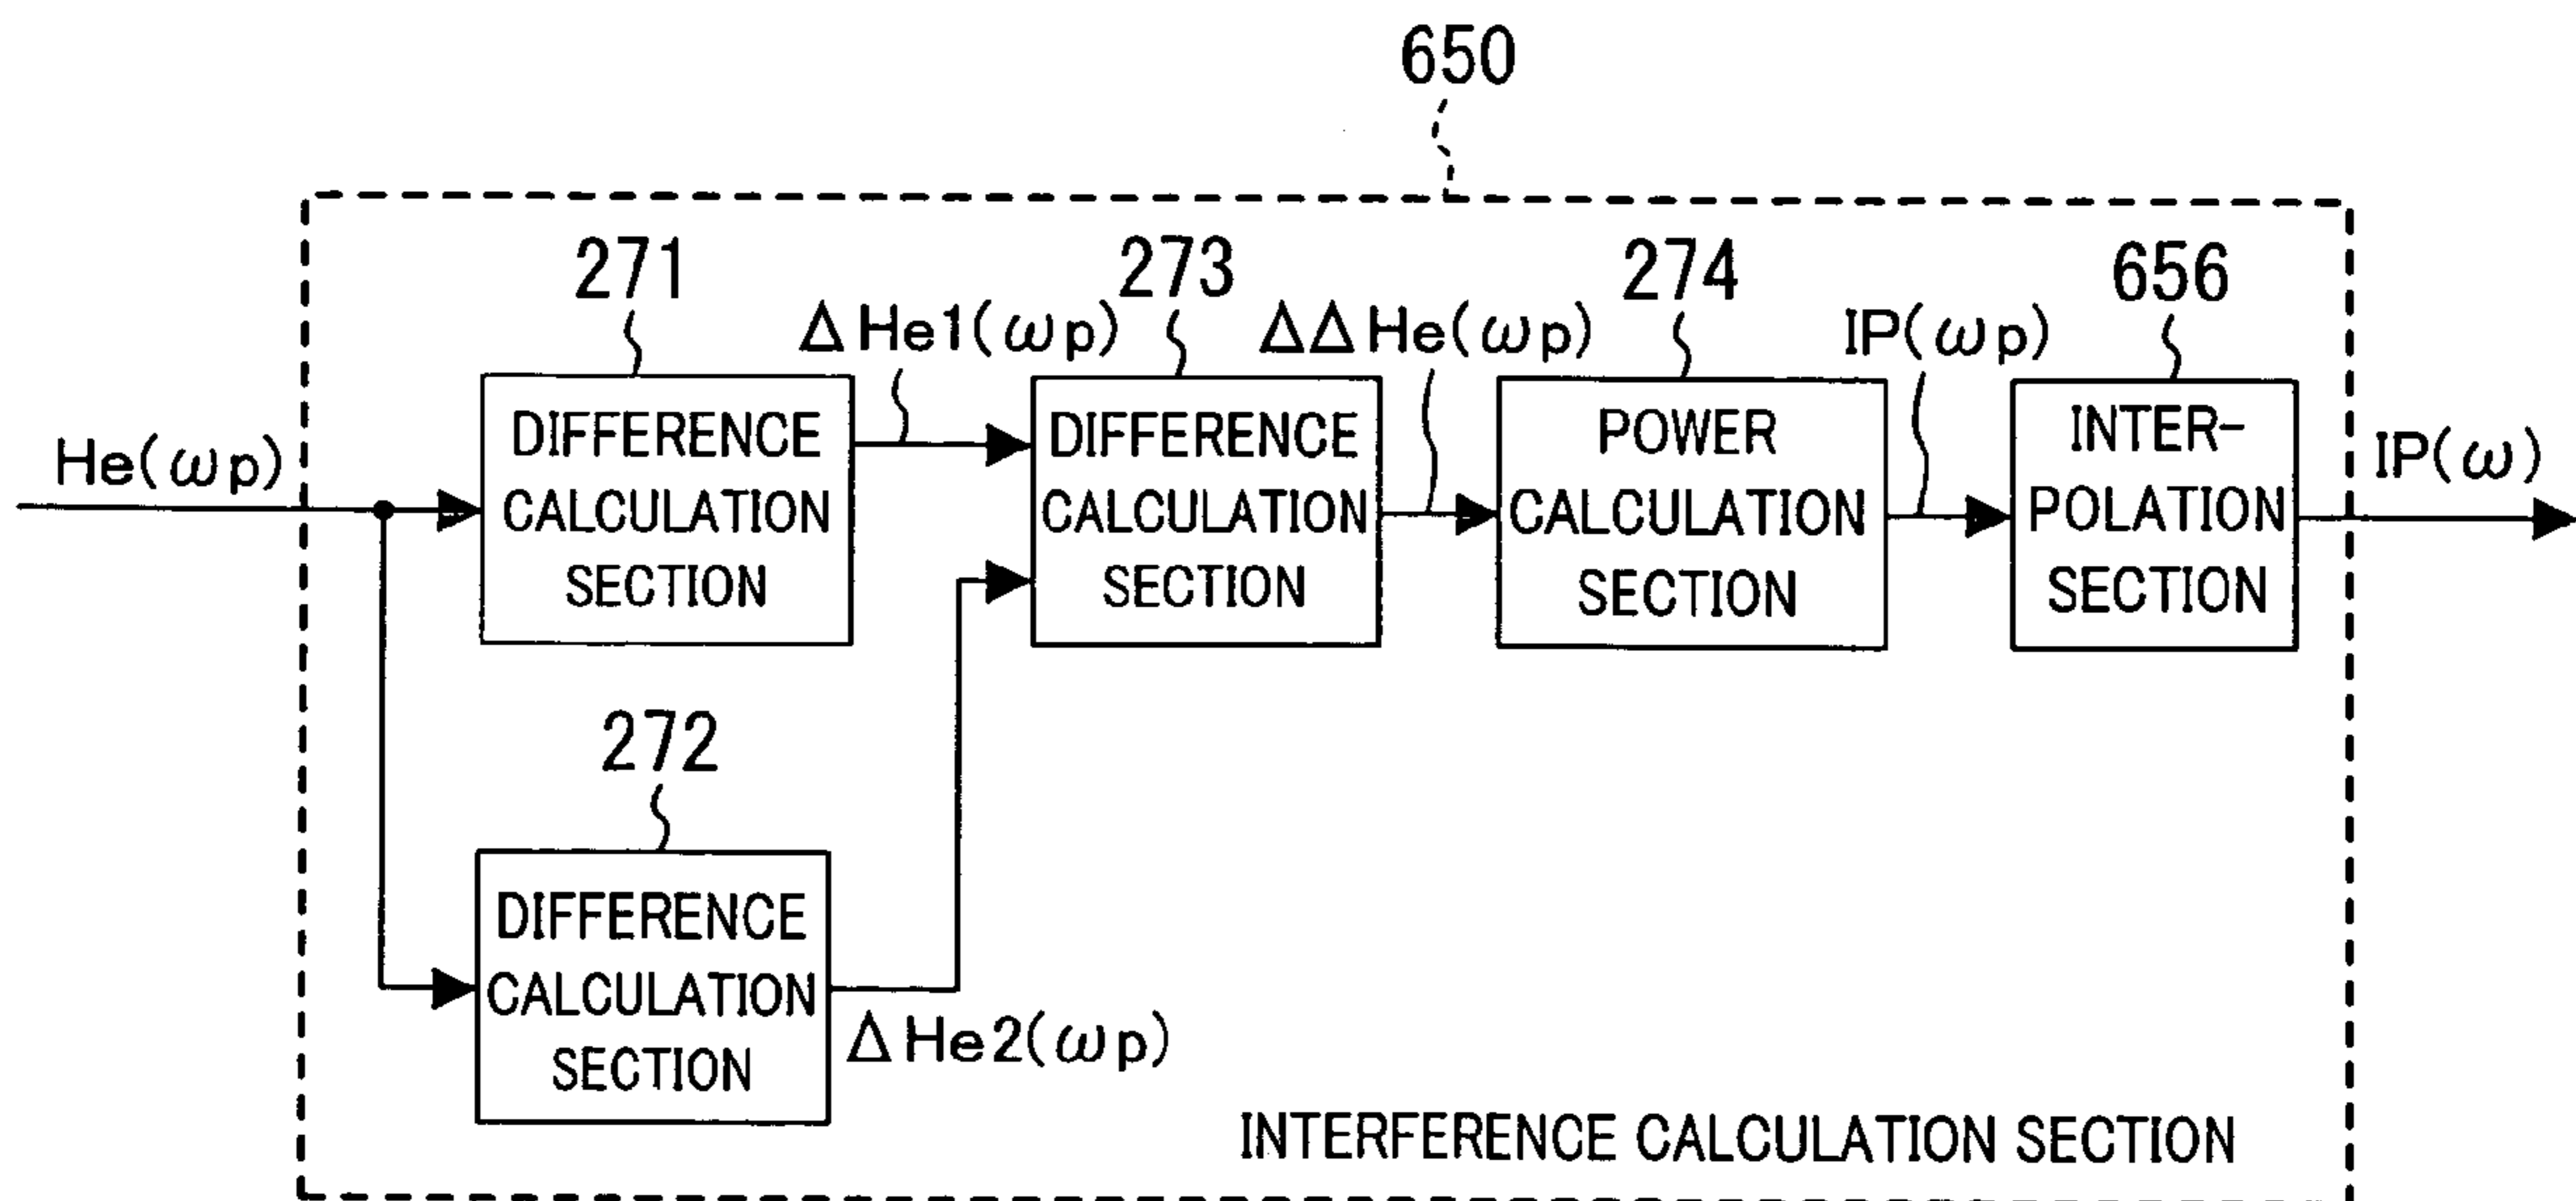 650
271
ΔHe1(ωp)
273
ΔΔHe(ωp)
274
IP(ωp)
656
He(ωp)
DIFFERENCE
CALCULATION
SECTION
DIFFERENCE
CALCULATION
SECTION
POWER
CALCULATION
SECTION
INTER-
POLATION
SECTION
IP(ω)
272
DIFFERENCE
CALCULATION
SECTION
ΔHe2(ωp)
INTERFERENCE CALCULATION SECTION